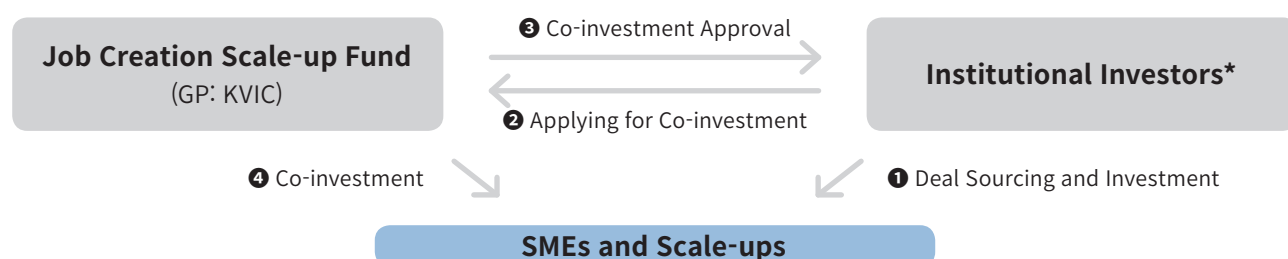 ❸ Co-investment Approval
Job Creation Scale-up Fund
(GP: KVIC)
Institutional Investors*
❷ Applying for Co-investment
❹ Co-investment
❶ Deal Sourcing and Investment
SMEs and Scale-ups